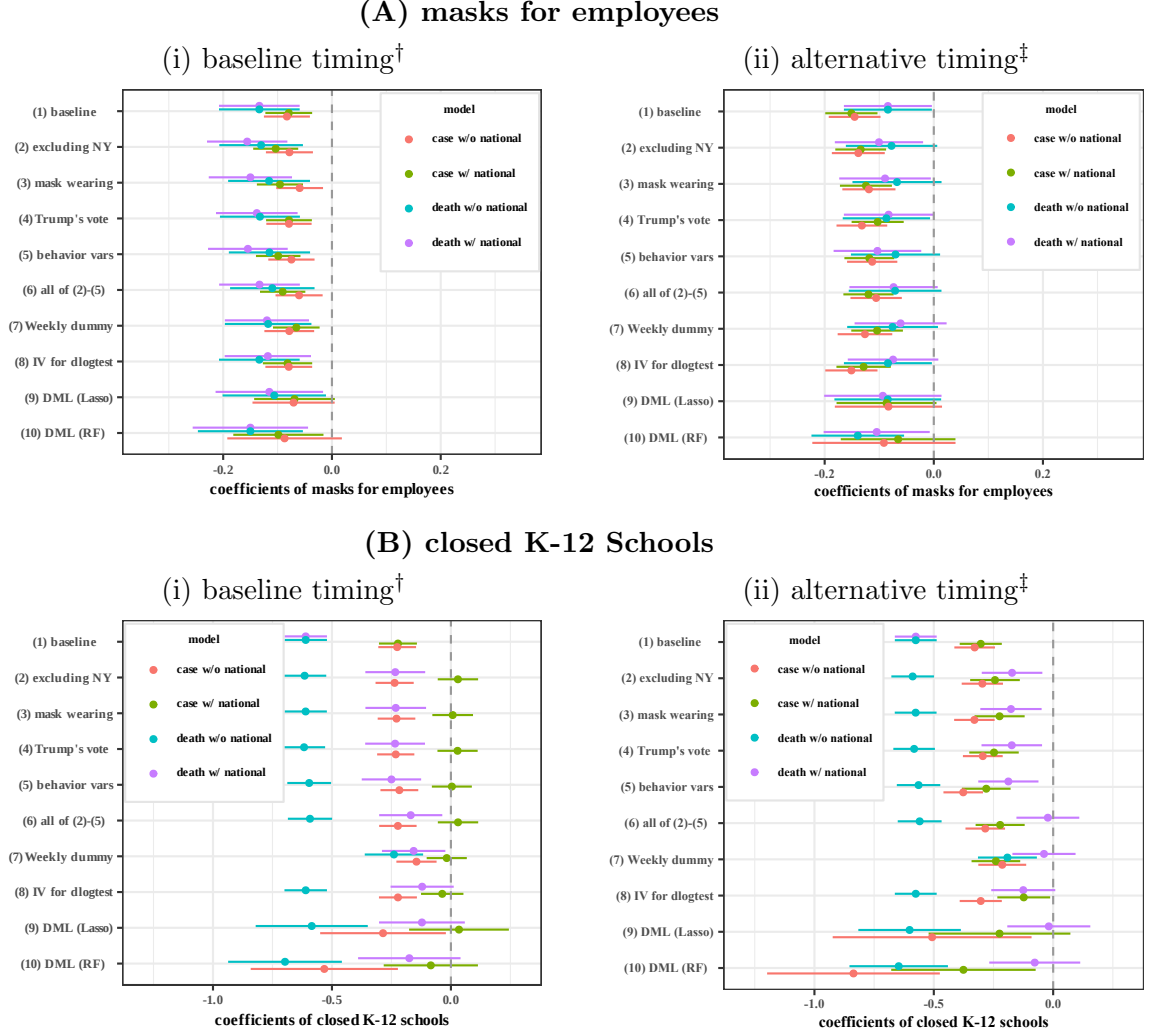 (A) masks for employees
(i) baseline timing†
(1) baseline
(2) excluding NY
(3) mask wearing
(4) Trump's vote
(5) behavior vars
(6) all of (2)-(5)
(7) Weekly dummy
(8) IV for dlogtest
(9) DML (Lasso)
(10) DML (RF)
model
case w/o national
case w/ national
death w/o national
death w/ national
-0.2
0.0
0.2
coefficients of masks for employees
(ii) alternative timing‡
(1) baseline
(2) excluding NY
(3) mask wearing
(4) Trump's vote
(5) behavior vars
(6) all of (2)-(5)
(7) Weekly dummy
(8) IV for dlogtest
(9) DML (Lasso)
(10) DML (RF)
model
case w/o national
case w/ national
death w/o national
death w/ national
-0.2
0.0
0.2
coefficients of masks for employees
(B) closed K-12 Schools
(i) baseline timing†
(1) baseline
(2) excluding NY
(3) mask wearing
(4) Trump's vote
(5) behavior vars
(6) all of (2)-(5)
(7) Weekly dummy
(8) IV for dlogtest
(9) DML (Lasso)
(10) DML (RF)
model
case w/o national
case w/ national
death w/o national
death w/ national
-1.0
-0.5
0.0
coefficients of closed K-12 schools
(ii) alternative timing‡
(1) baseline
(2) excluding NY
(3) mask wearing
(4) Trump's vote
(5) behavior vars
(6) all of (2)-(5)
(7) Weekly dummy
(8) IV for dlogtest
(9) DML (Lasso)
(10) DML (RF)
model
case w/o national
case w/ national
death w/o national
death w/ national
-1.0
-0.5
0.0
coefficients of closed K-12 schools